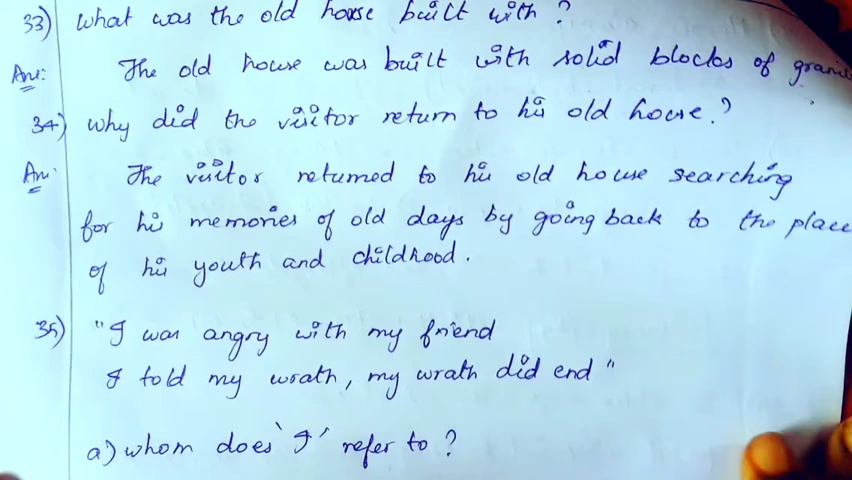 33) What was the old house built with?
Ans: The old house was built with solid blocks of
34) Why did the visitor return to his old house?
An: The visitor returned to his old house searching
for his memories of old days by going back to the place
of his youth and childhood.
35) "I was angry with my friend
I told my wrath, my wrath did end"
a) Whom does 'I' refer to?